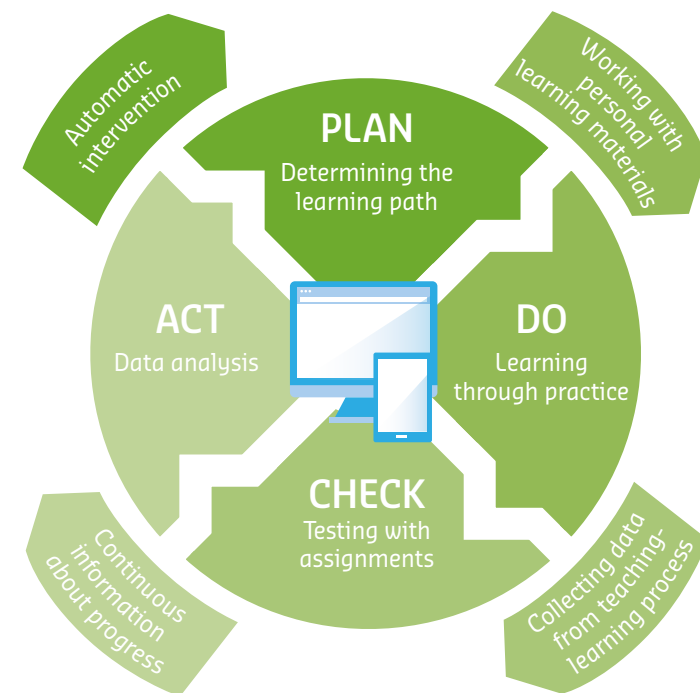 Automatic
intervention
Working with
personal
learning materials
PLAN
Determining the
learning path
ACT
Data analysis
DO
Learning
through practice
CHECK
Testing with
assignments
Continuous
information
about progress
Collecting data
from teaching-
learning process